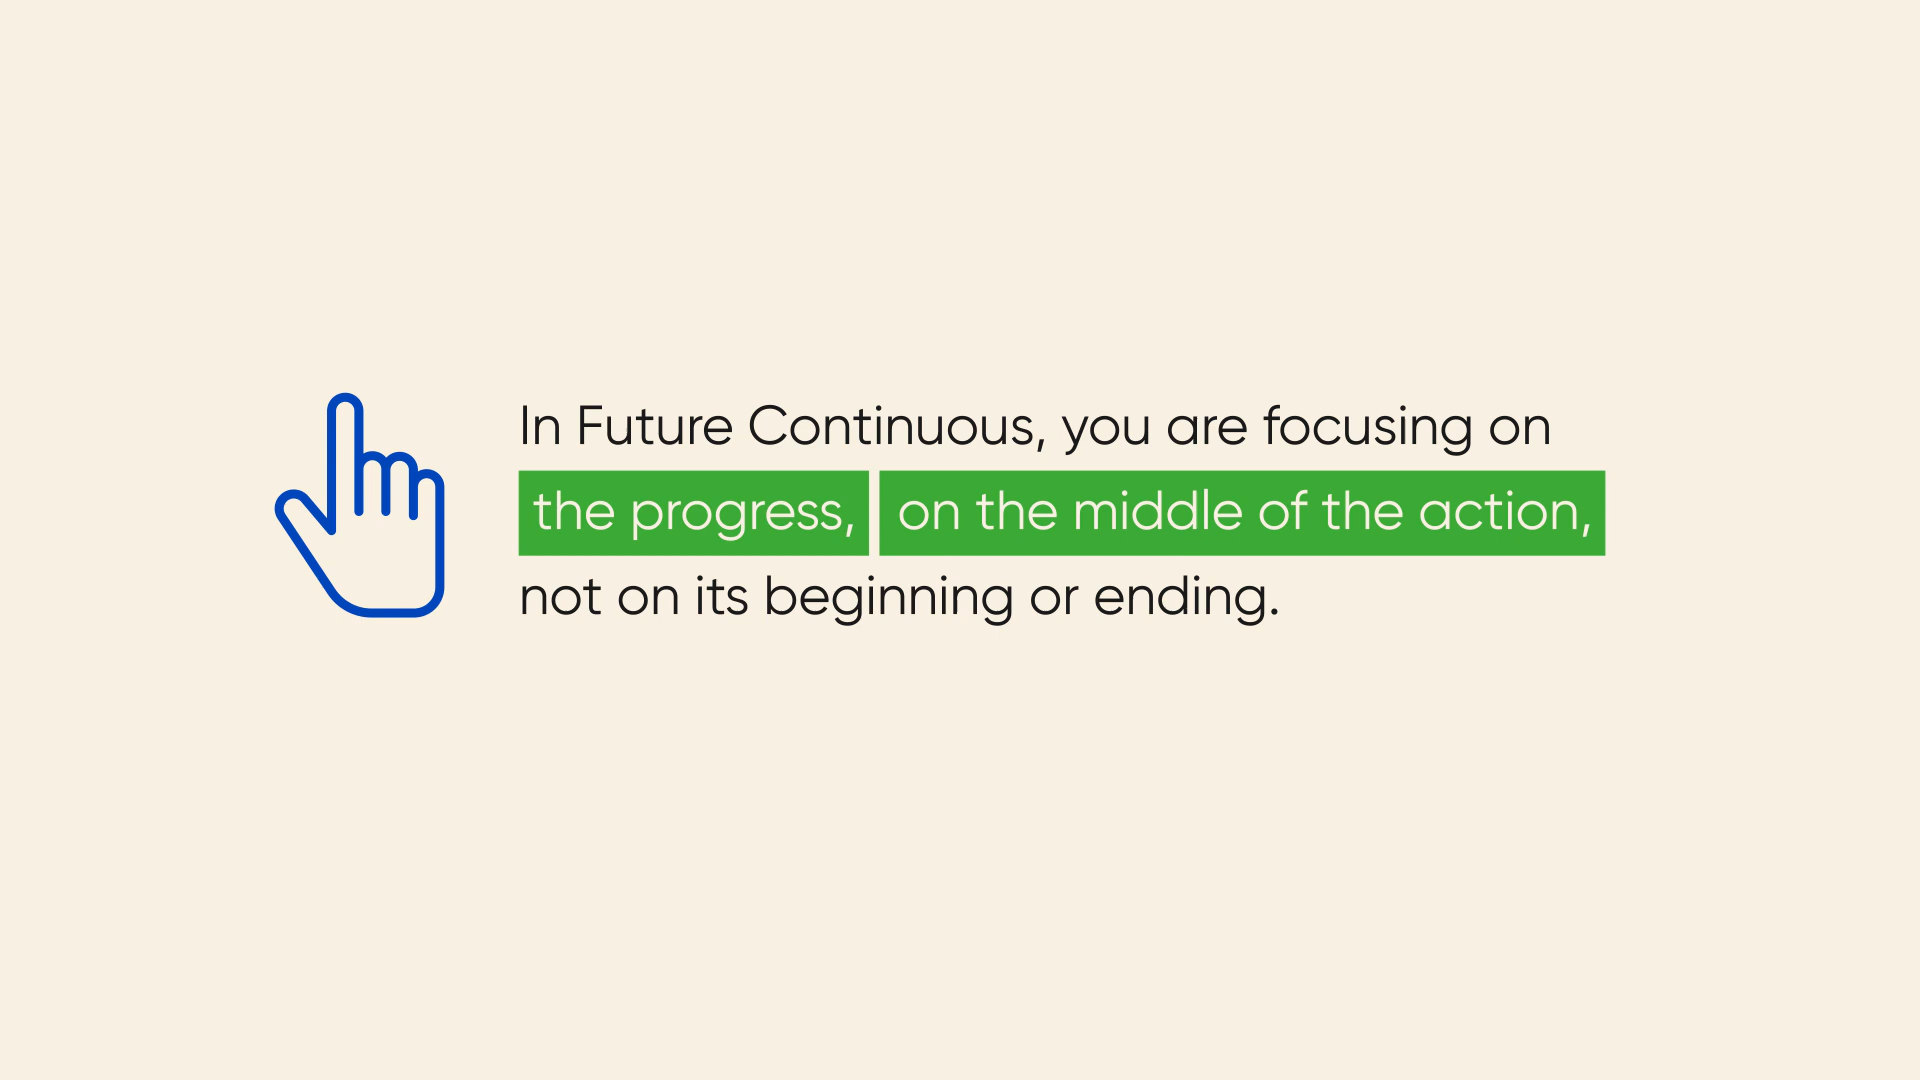 In Future Continuous, you are focusing on
the progress, on the middle of the action,
not on its beginning or ending.